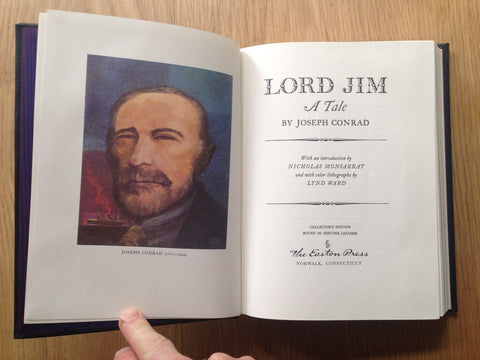 JOSEPH CONRAD (1857-1924)
LORD JIM
A Tale
BY JOSEPH CONRAD
With an introduction by
NICHOLAS MONSARRAT
and with color lithographs by
LYND WARD
COLLECTOR'S EDITION
BOUND IN GENUINE LEATHER
The Easton Press
NORWALK, CONNECTICUT